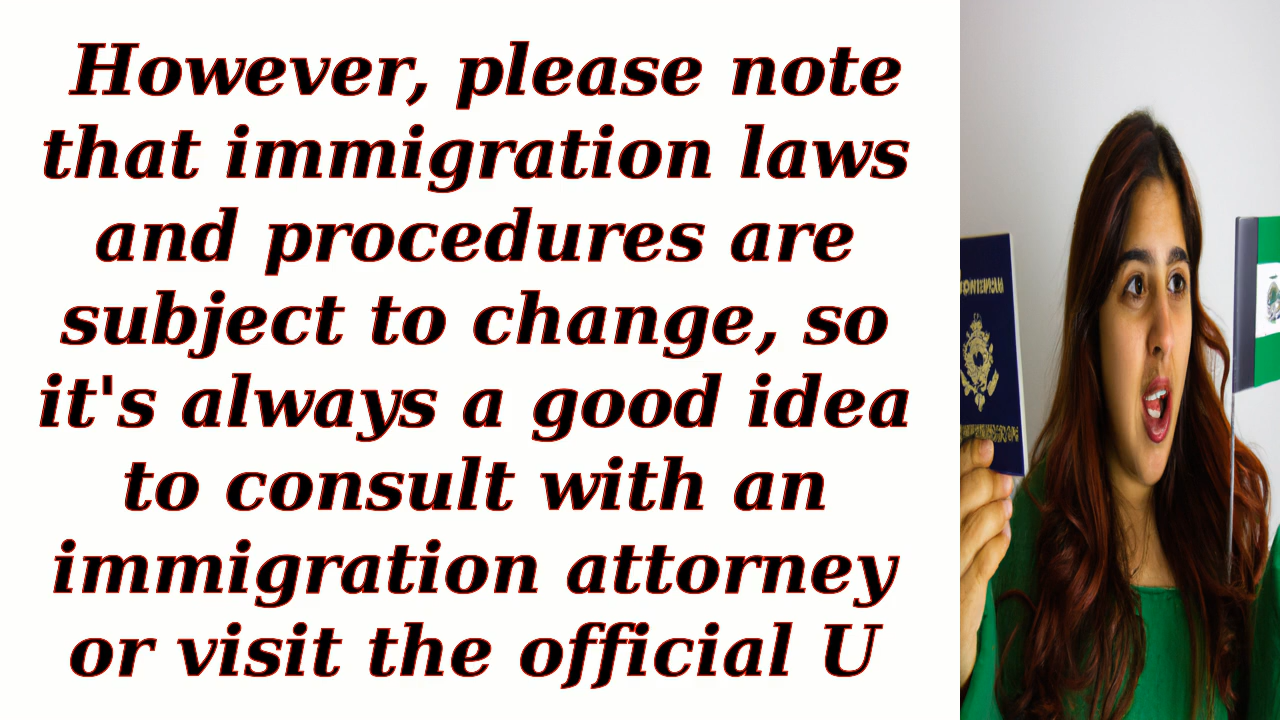 However, please note
that immigration laws
and procedures are
subject to change, so
it's always a good idea
to consult with an
immigration attorney
or visit the official U